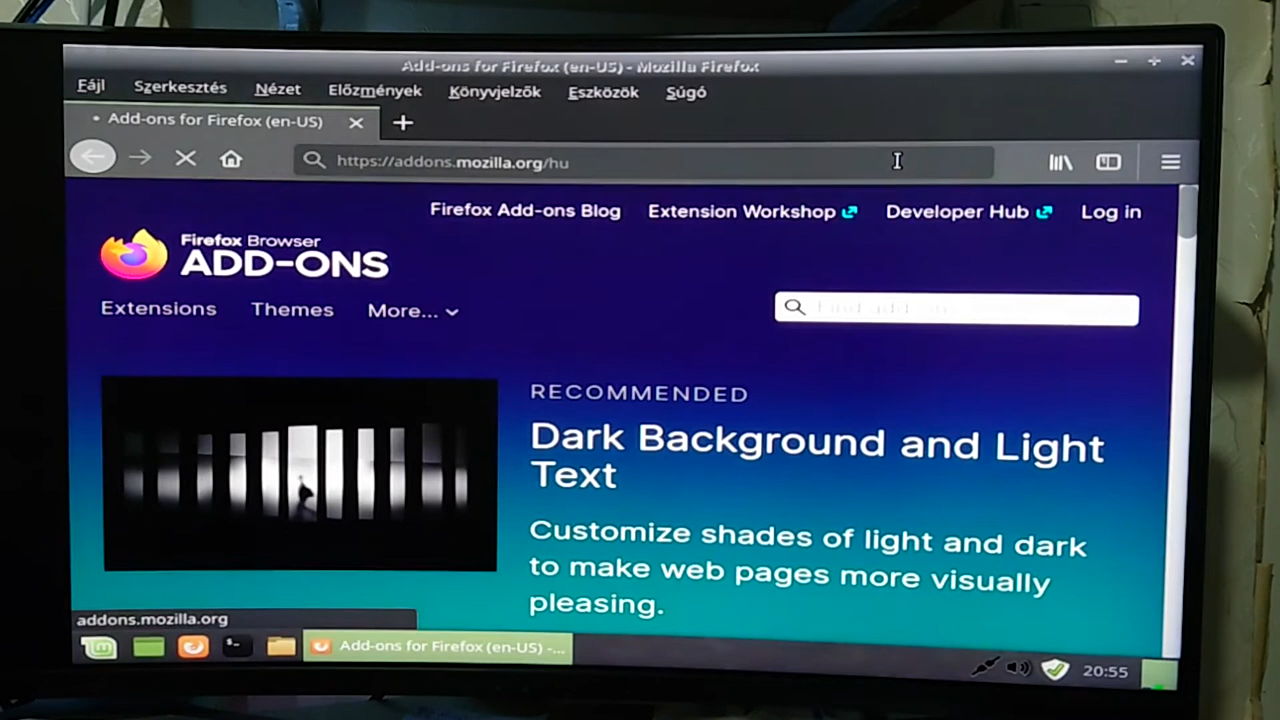 Add-ons for Firefox (en-US) - Mozilla Firefox
Fájl Szerkesztés Nézet Előzmények Könyvjelzők Eszközök Súgó
Add-ons for Firefox (en-US)
https://addons.mozilla.org/hu
Firefox Add-ons Blog Extension Workshop Developer Hub Log in
Firefox Browser
ADD-ONS
Extensions Themes More...
Find add-ons
RECOMMENDED
Dark Background and Light
Text
Customize shades of light and dark
to make web pages more visually
pleasing.
addons.mozilla.org
Add-ons for Firefox (en-US) -...
20:55